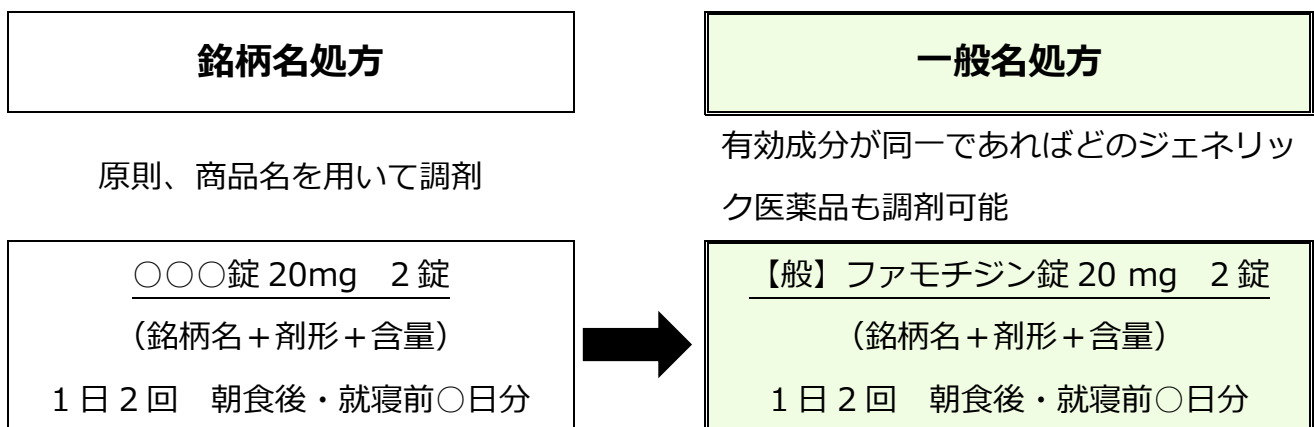 銘柄名処方
原則、商品名を用いて調剤
○○○錠 20mg　2 錠
（銘柄名＋剤形＋含量）
1 日 2 回　朝食後・就寝前○日分
一般名処方
有効成分が同一であればどのジェネリッ
ク医薬品も調剤可能
【般】ファモチジン錠 20 mg　2 錠
（銘柄名＋剤形＋含量）
1 日 2 回　朝食後・就寝前○日分